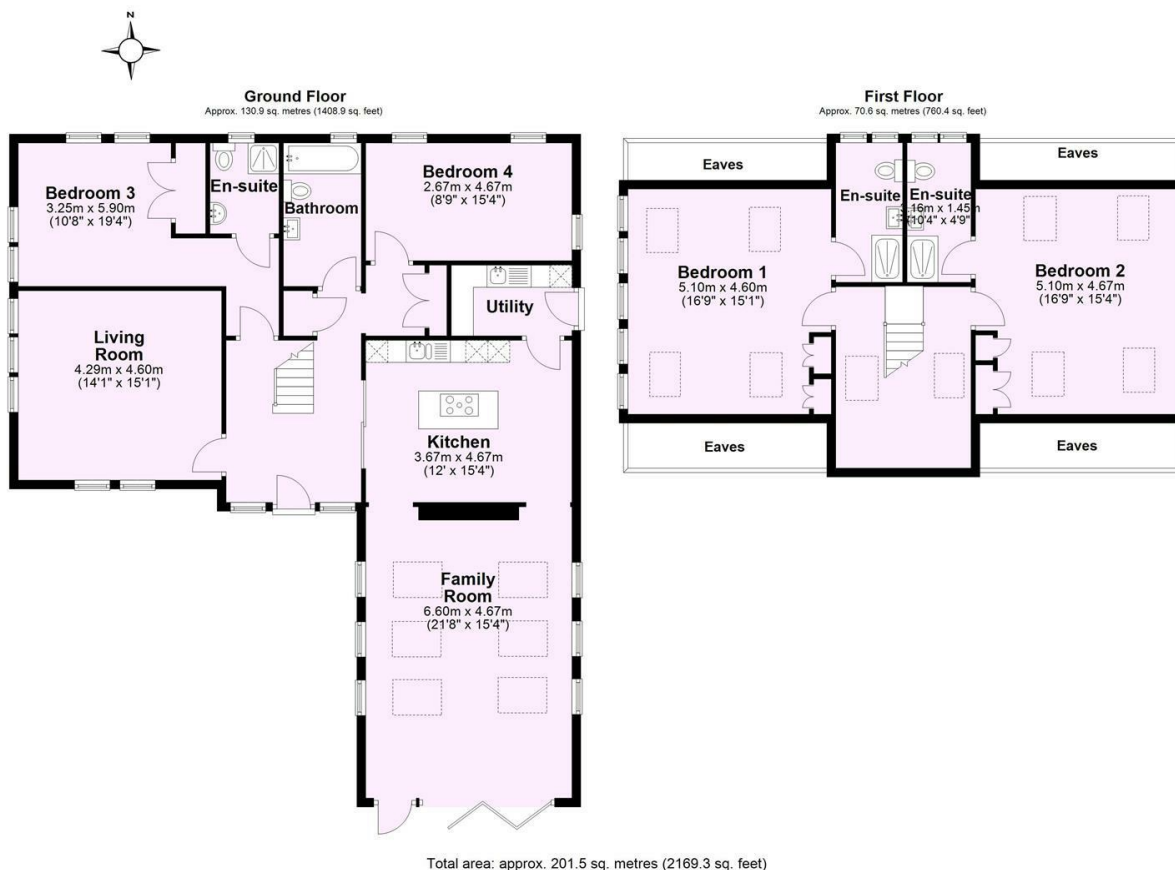 N
Ground Floor
Approx. 130.9 sq. metres (1408.9 sq. feet)
Bedroom 3
3.25m x 5.90m
(10'8" x 19'4")
En-suite
Bathroom
Bedroom 4
2.67m x 4.67m
(8'9" x 15'4")
Utility
Living
Room
4.29m x 4.60m
(14'1" x 15'1")
Kitchen
3.67m x 4.67m
(12' x 15'4")
Family
Room
6.60m x 4.67m
(21'8" x 15'4")
First Floor
Approx. 70.6 sq. metres (760.4 sq. feet)
Eaves
Eaves
En-suite
En-suite
x 1.45m
x 4'9")
Bedroom 1
5.10m x 4.60m
(16'9" x 15'1")
Bedroom 2
5.10m x 4.67m
(16'9" x 15'4")
Eaves
Eaves
Total area: approx. 201.5 sq. metres (2169.3 sq. feet)